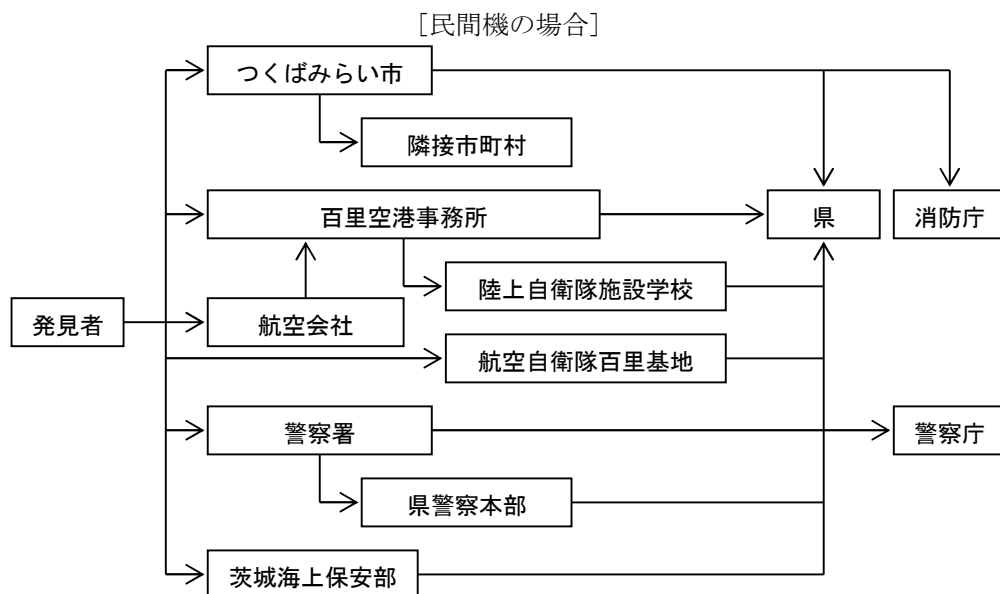 ［民間機の場合］
つくばみらい市
隣接市町村
百里空港事務所
県
消防庁
陸上自衛隊施設学校
発見者
航空会社
航空自衛隊百里基地
警察署
警察庁
県警察本部
茨城海上保安部